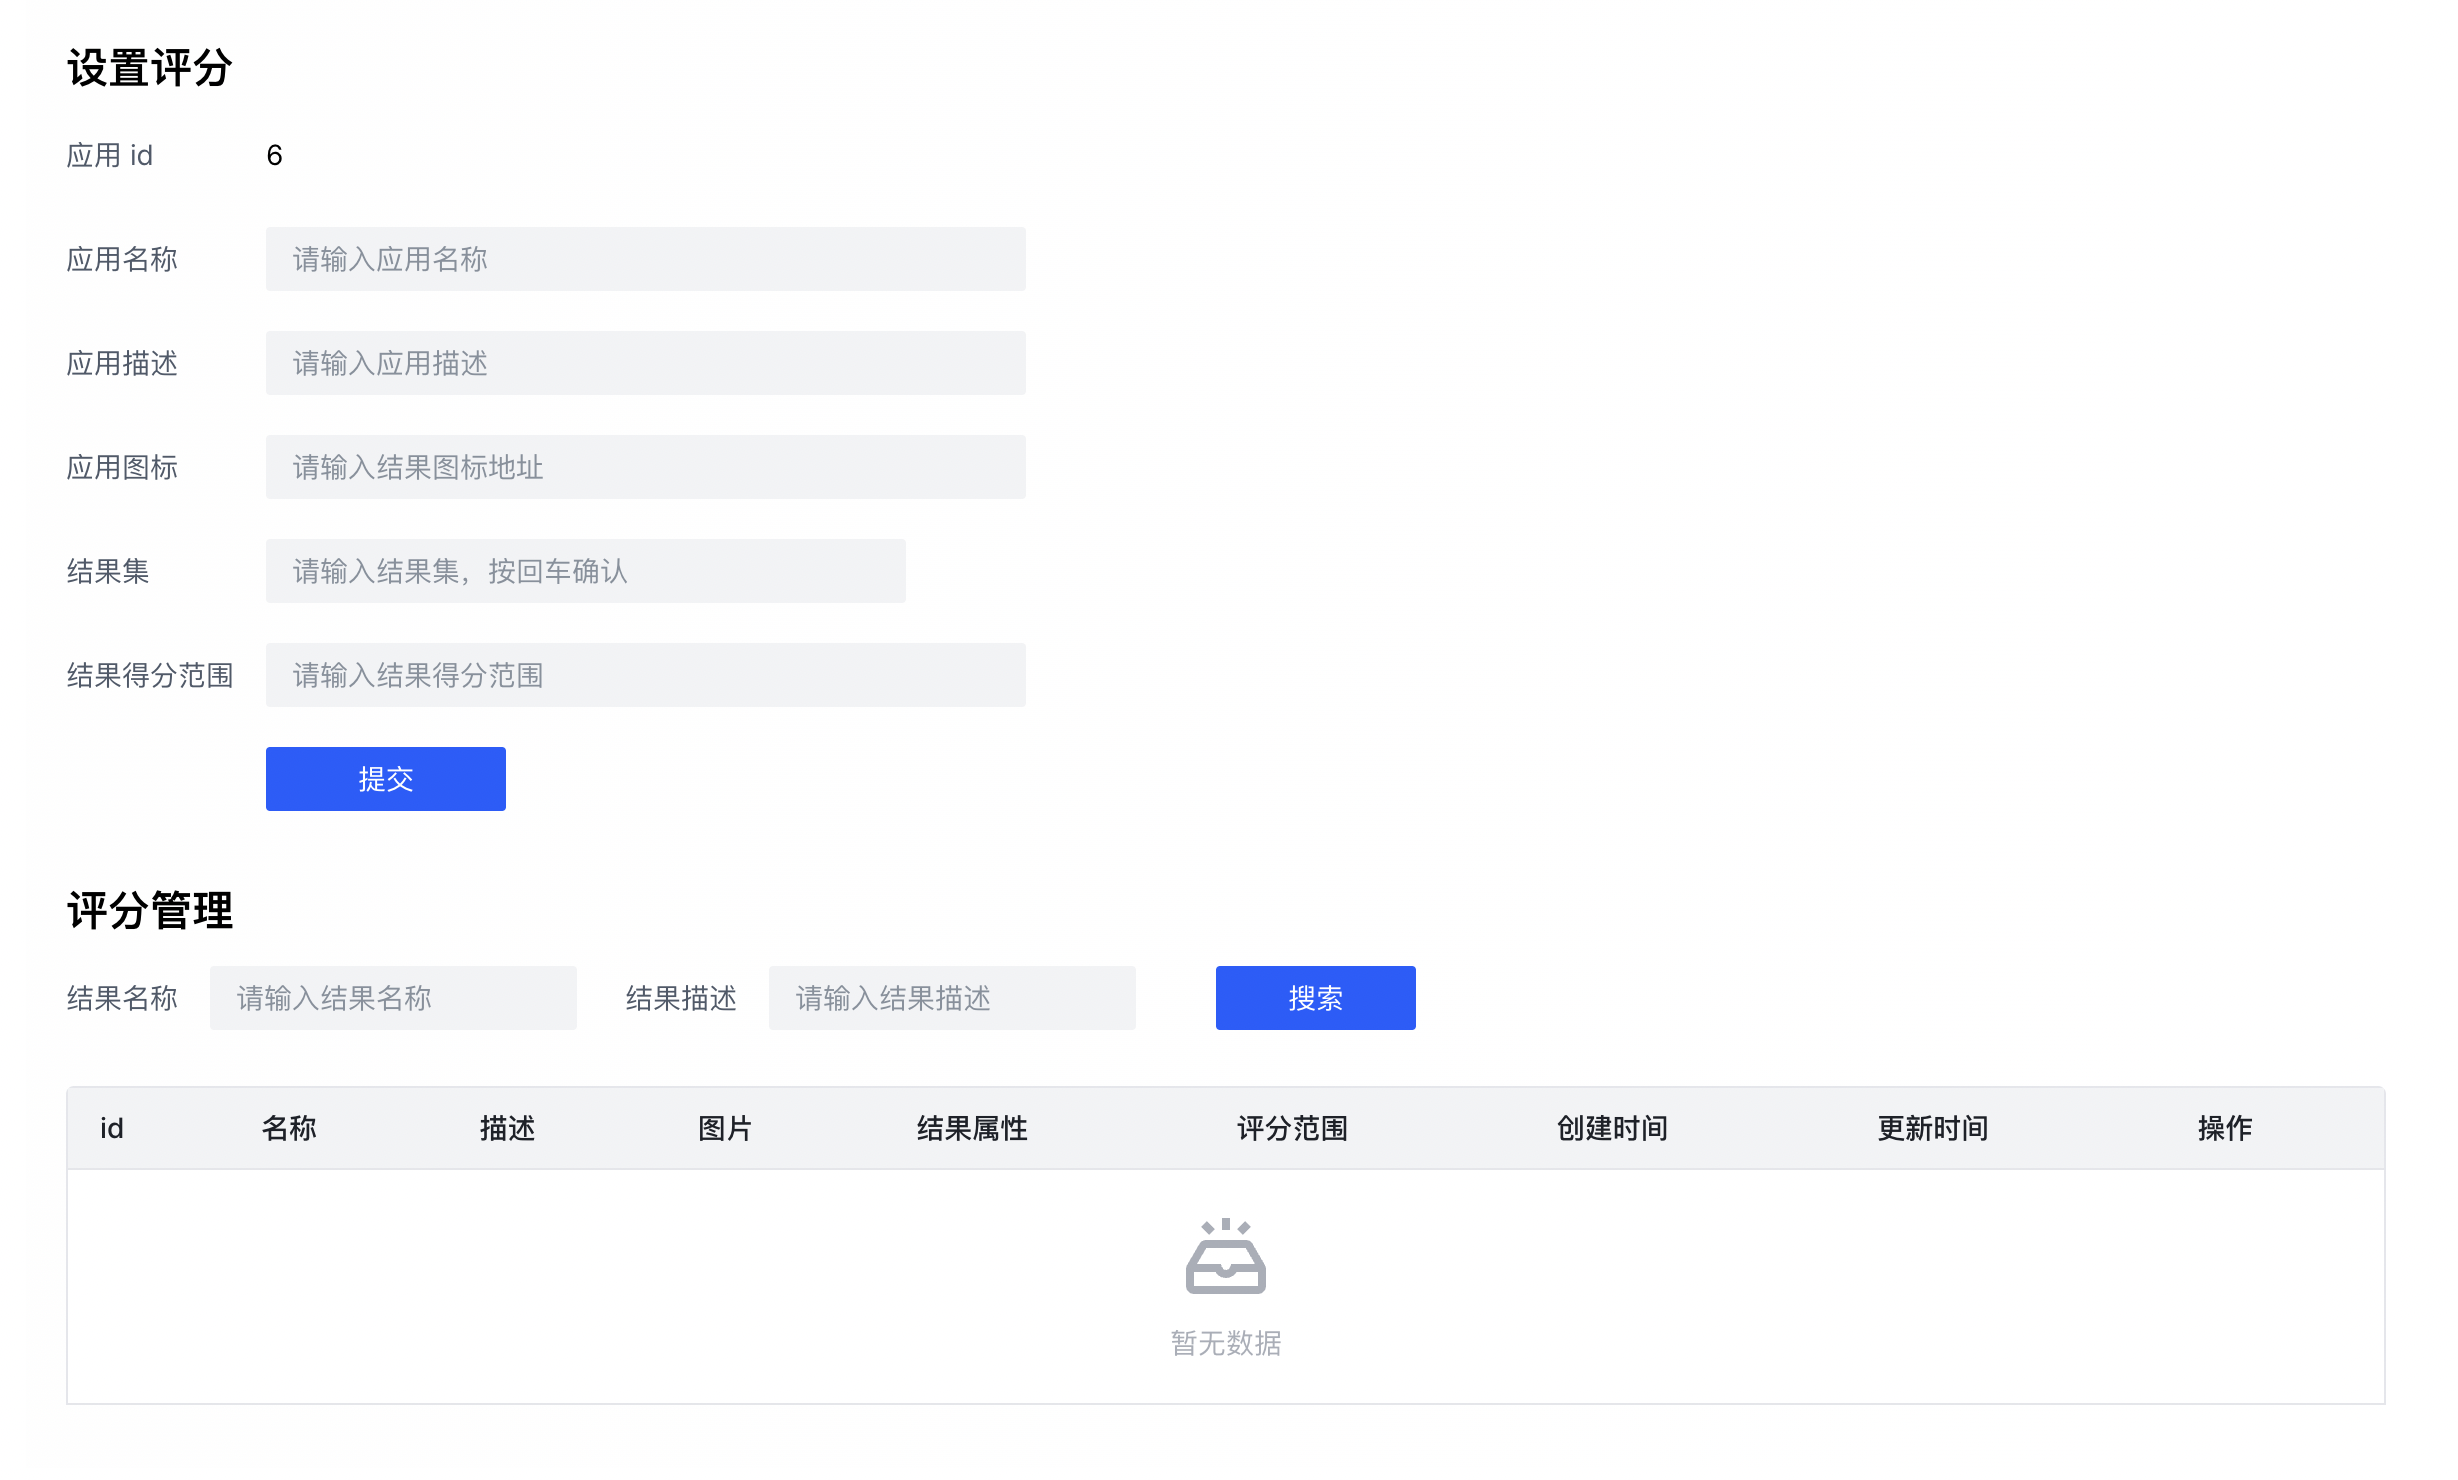 设置评分
应用 id 6
应用名称 请输入应用名称
应用描述 请输入应用描述
应用图标 请输入结果图标地址
结果集 请输入结果集，按回车确认
结果得分范围 请输入结果得分范围
提交
评分管理
结果名称 请输入结果名称 结果描述 请输入结果描述 搜索
id 名称 描述 图片 结果属性 评分范围 创建时间 更新时间 操作
暂无数据